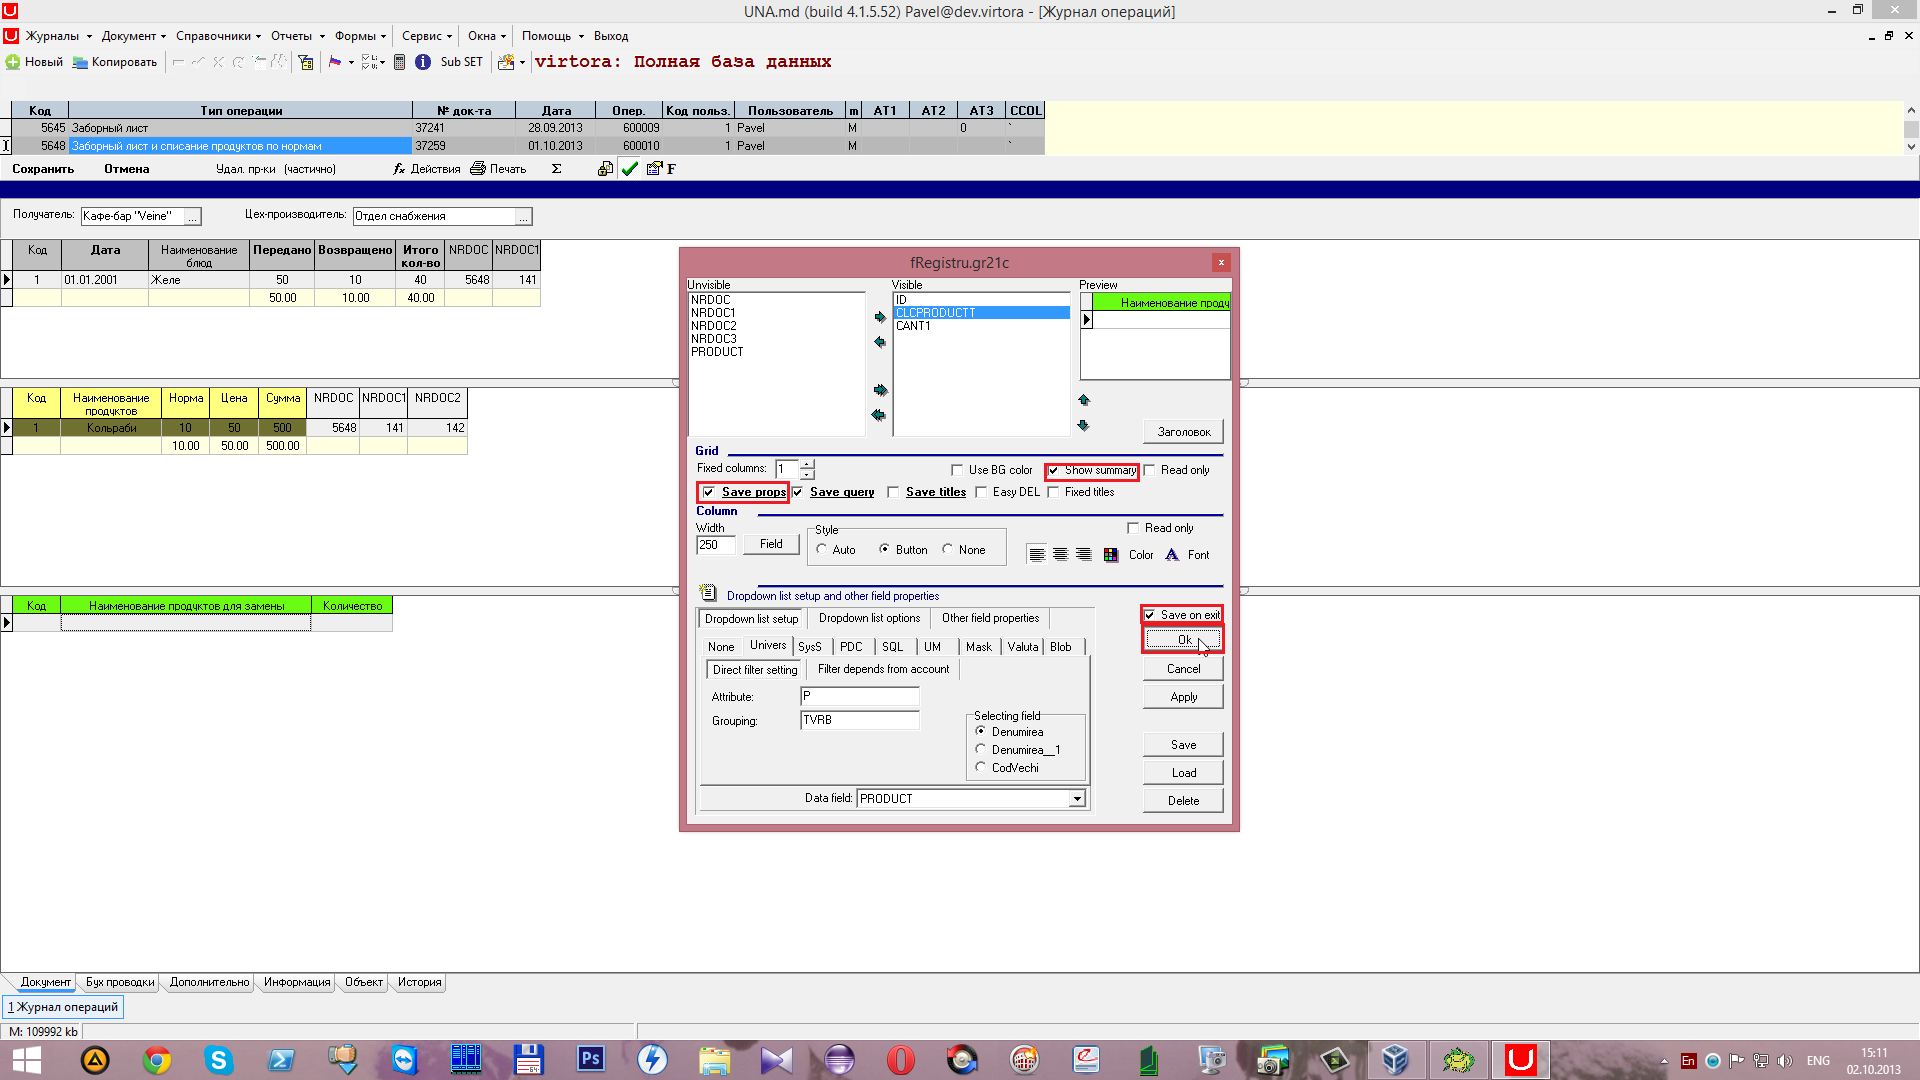 UNA.md (build 4.1.5.52) Pavel@dev.virtora - [Журнал операций]
Журналы Документ Справочники Отчеты Формы Сервис Окна Помощь Выход
Новый Копировать Sub SET virtora: Полная база данных
Код Тип операции № док-та Дата Опер. Код польз. Пользователь m AT1 AT2 AT3 CCOL
5645 Заборный лист 37241 28.09.2013 600009 1 Pavel M 0 `
5648 Заборный лист и списание продуктов по нормам 37259 01.10.2013 600010 1 Pavel M `
Сохранить Отмена Удал. пр-ки (частично) fx Действия Печать Σ F
Получатель: Кафе-бар "Veine" ... Цех-производитель: Отдел снабжения ...
Код Дата Наименование блюд Передано Возвращено Итого кол-во NRDOC NRDOC1
1 01.01.2001 Желе 50 10 40 5648 141
50.00 10.00 40.00
Код Наименование продуктов Норма Цена Сумма NRDOC NRDOC1 NRDOC2
1 Кольраби 10 50 500 5648 141 142
10.00 50.00 500.00
Код Наименование продуктов для замены Количество
fRegistru.gr21c x
Unvisible Visible Preview
NRDOC ID Наименование проду
NRDOC1 CLCPRODUCTT
NRDOC2 CANT1
NRDOC3
PRODUCT
Заголовок
Grid
Fixed columns: 1 Use BG color Show summary Read only
Save props Save query Save titles Easy DEL Fixed titles
Column
Width Style Read only
250 Field Auto Button None Color Font
Dropdown list setup and other field properties
Dropdown list setup Dropdown list options Other field properties
None Univers SysS PDC SQL UM Mask Valuta Blob
Direct filter setting Filter depends from account
Attribute: P
Grouping: TVRB
Selecting field
Denumirea
Denumirea__1
CodVechi
Data field: PRODUCT
Save on exit
Ok
Cancel
Apply
Save
Load
Delete
Документ Бух проводки Дополнительно Информация Объект История
1 Журнал операций
M: 109992 kb
Ps 64 En ENG 15:11
02.10.2013